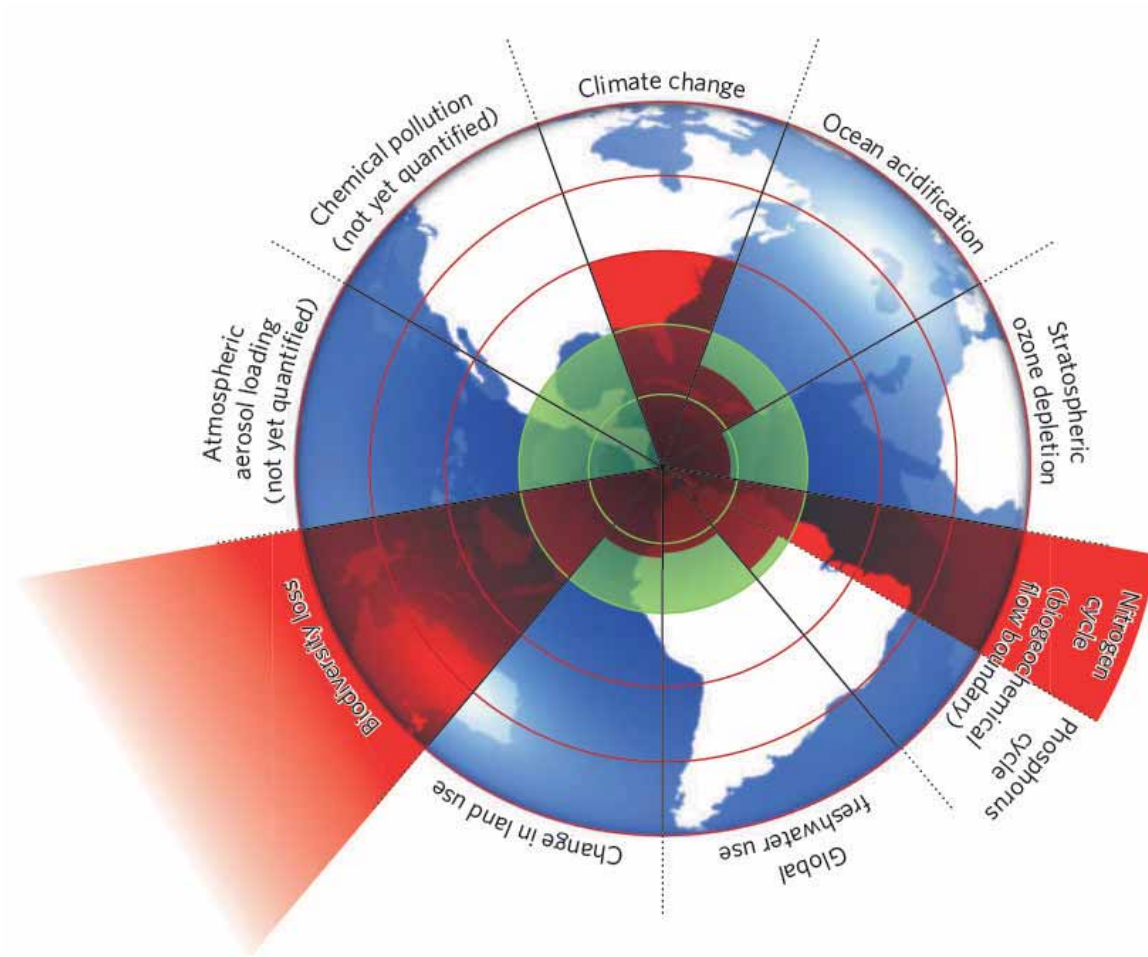 Climate change
Ocean acidification
Stratospheric
ozone depletion
Nitrogen
cycle
(biogeochemical
flow boundary)
Phosphorus
cycle
Global
freshwater use
Change in land use
Biodiversity loss
Atmospheric
aerosol loading
(not yet quantified)
Chemical pollution
(not yet quantified)